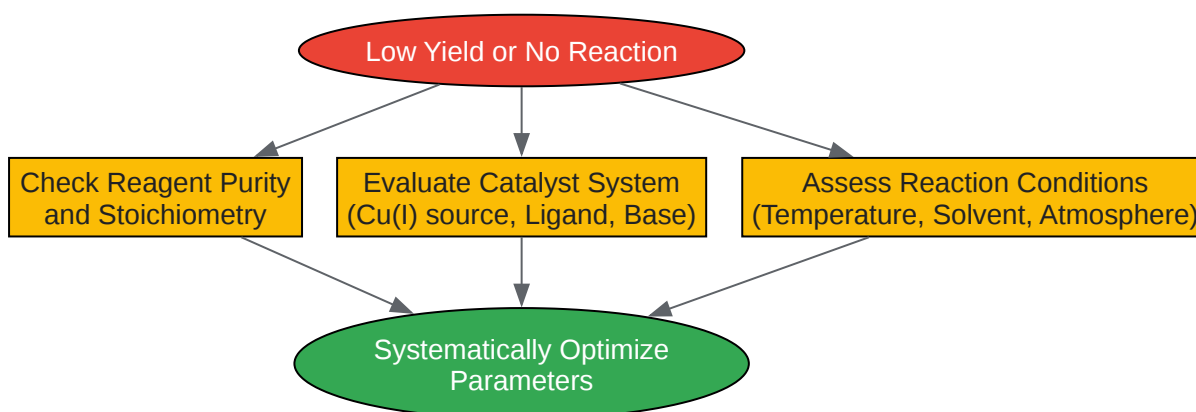 Low Yield or No Reaction
Check Reagent Purity
and Stoichiometry
Evaluate Catalyst System
(Cu(I) source, Ligand, Base)
Assess Reaction Conditions
(Temperature, Solvent, Atmosphere)
Systematically Optimize
Parameters